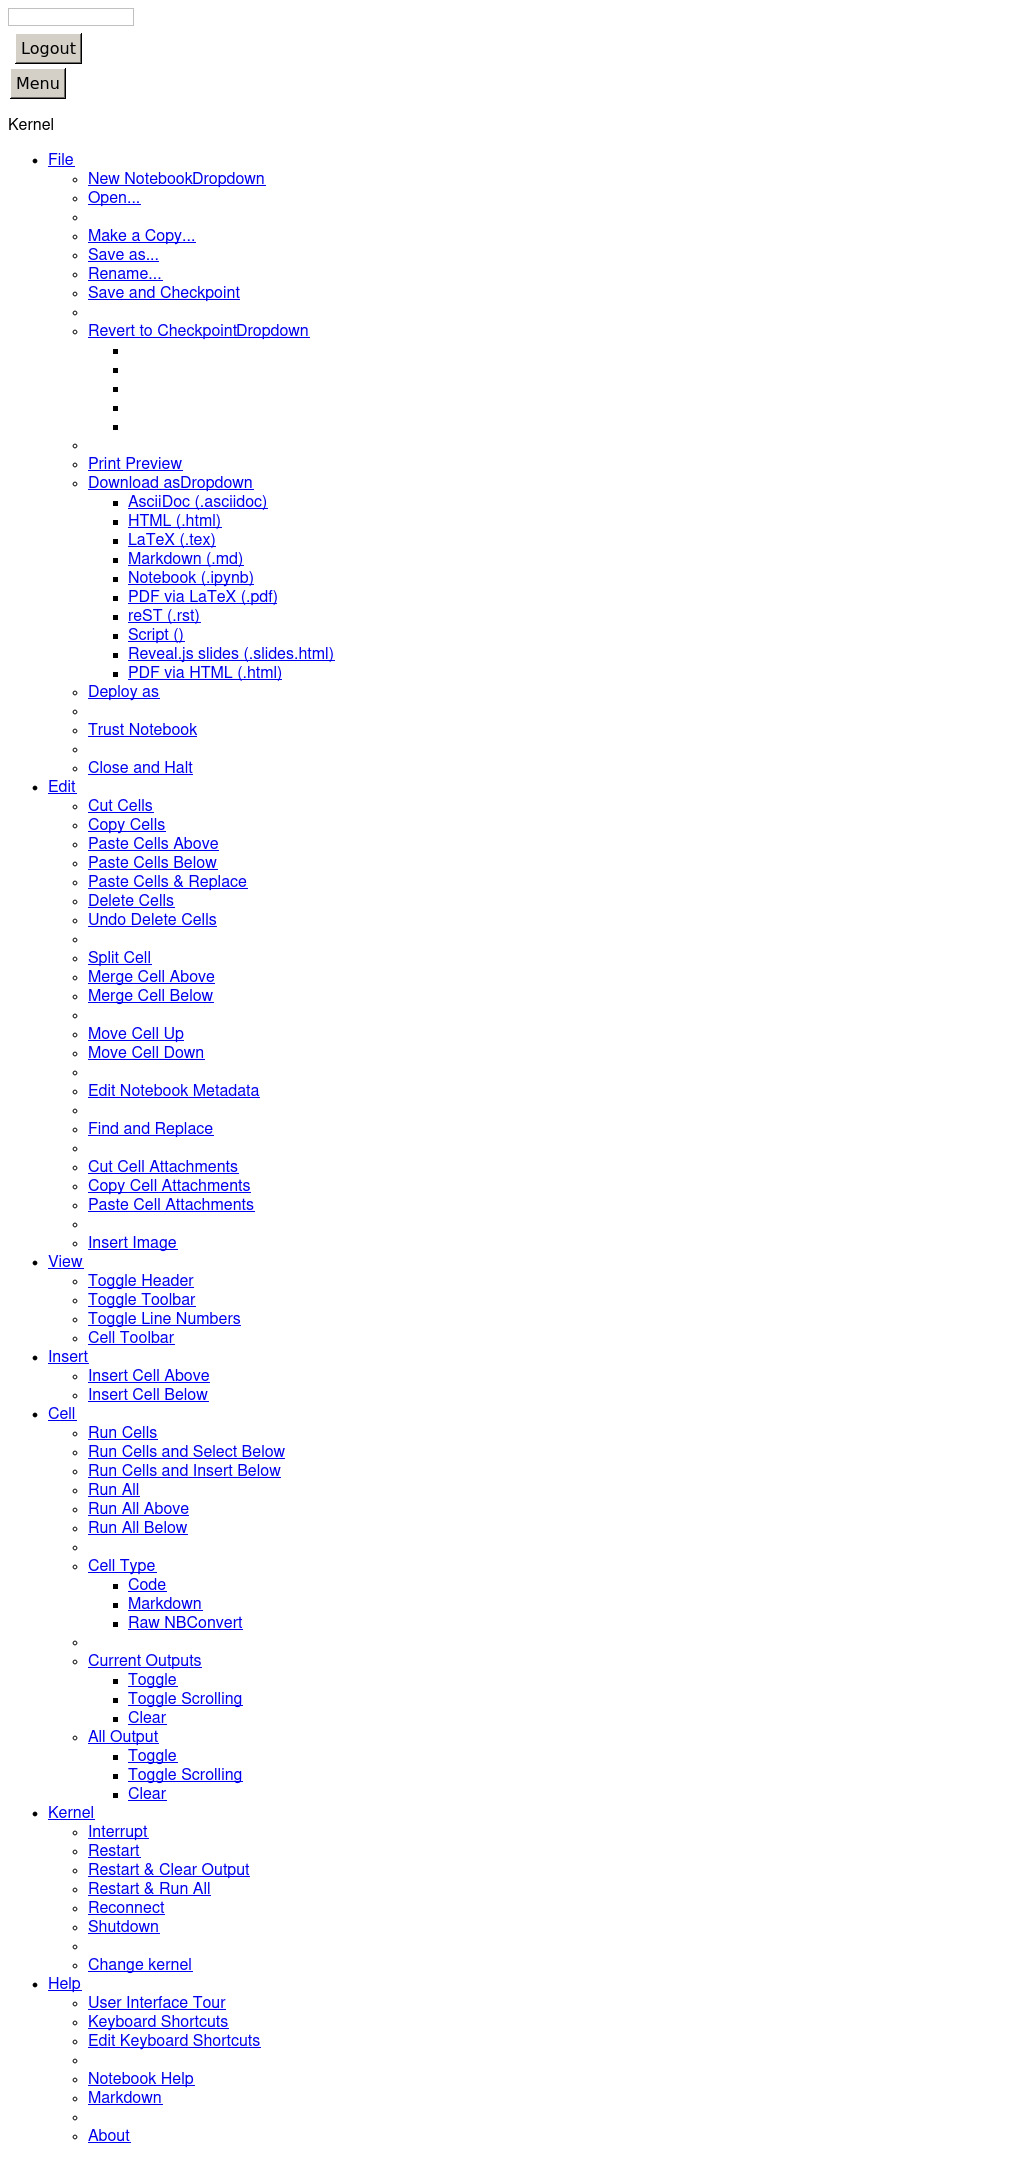 Logout
Menu
Kernel
File
New NotebookDropdown
Open...
Make a Copy...
Save as...
Rename...
Save and Checkpoint
Revert to CheckpointDropdown
Print Preview
Download asDropdown
AsciiDoc (.asciidoc)
HTML (.html)
LaTeX (.tex)
Markdown (.md)
Notebook (.ipynb)
PDF via LaTeX (.pdf)
reST (.rst)
Script ()
Reveal.js slides (.slides.html)
PDF via HTML (.html)
Deploy as
Trust Notebook
Close and Halt
Edit
Cut Cells
Copy Cells
Paste Cells Above
Paste Cells Below
Paste Cells & Replace
Delete Cells
Undo Delete Cells
Split Cell
Merge Cell Above
Merge Cell Below
Move Cell Up
Move Cell Down
Edit Notebook Metadata
Find and Replace
Cut Cell Attachments
Copy Cell Attachments
Paste Cell Attachments
Insert Image
View
Toggle Header
Toggle Toolbar
Toggle Line Numbers
Cell Toolbar
Insert
Insert Cell Above
Insert Cell Below
Cell
Run Cells
Run Cells and Select Below
Run Cells and Insert Below
Run All
Run All Above
Run All Below
Cell Type
Code
Markdown
Raw NBConvert
Current Outputs
Toggle
Toggle Scrolling
Clear
All Output
Toggle
Toggle Scrolling
Clear
Kernel
Interrupt
Restart
Restart & Clear Output
Restart & Run All
Reconnect
Shutdown
Change kernel
Help
User Interface Tour
Keyboard Shortcuts
Edit Keyboard Shortcuts
Notebook Help
Markdown
About